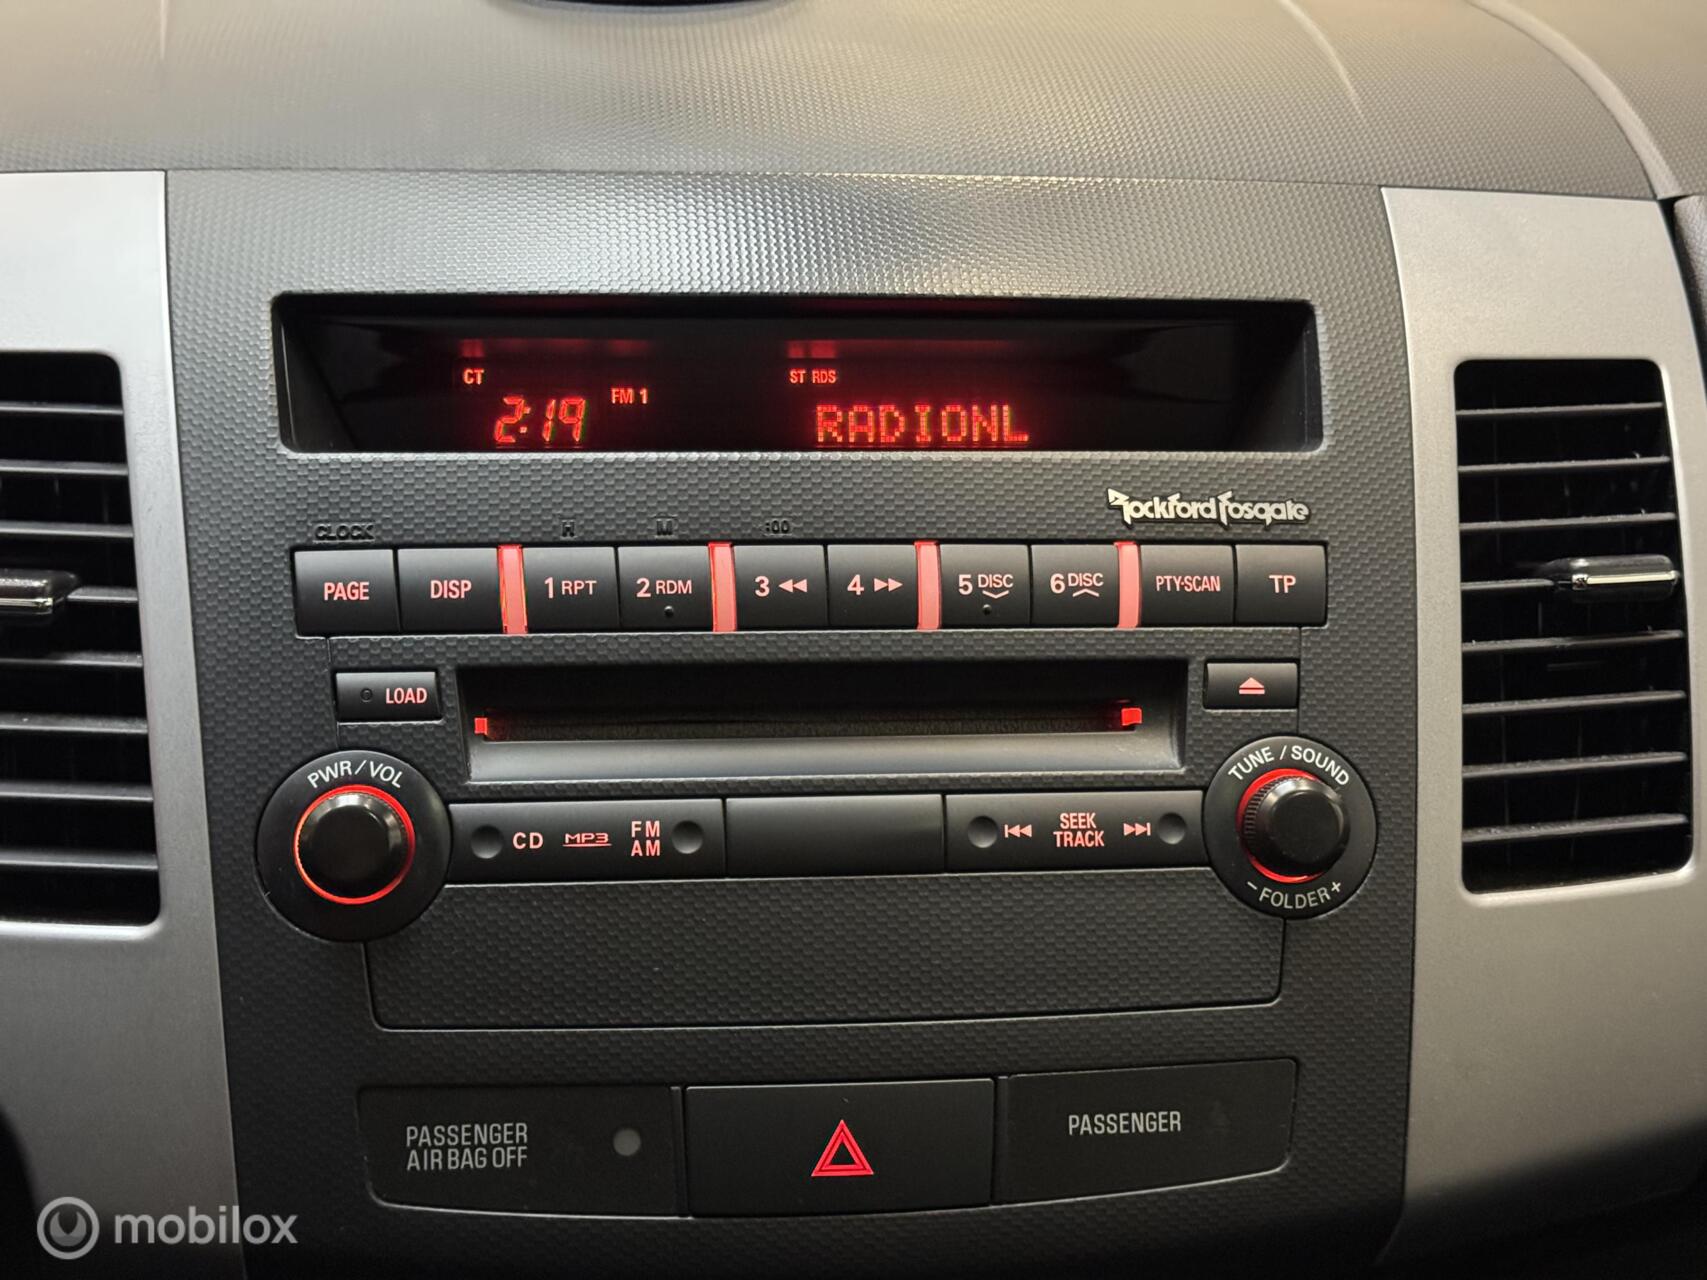 CT
ST RDS
2:19 FM 1 RADIONL
Rockford Fosgate
CLOCK H M :00
PAGE DISP 1 RPT 2 RDM 3 4 5 DISC 6 DISC PTY·SCAN TP
LOAD
PWR/VOL
TUNE / SOUND
CD MP3 FM AM
SEEK TRACK
- FOLDER +
PASSENGER
AIR BAG OFF
PASSENGER
mobilox